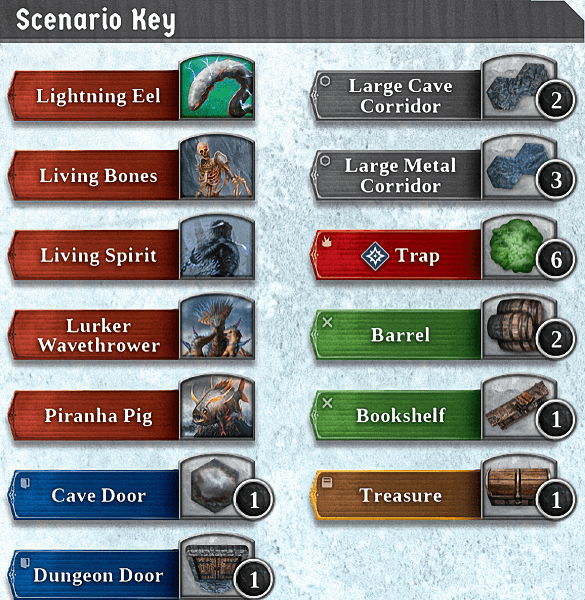 Scenario Key
Lightning Eel
Living Bones
Living Spirit
Lurker
Wavethrower
Piranha Pig
Cave Door
1
Dungeon Door
1
Large Cave
Corridor
2
Large Metal
Corridor
3
Trap
6
Barrel
2
Bookshelf
1
Treasure
1